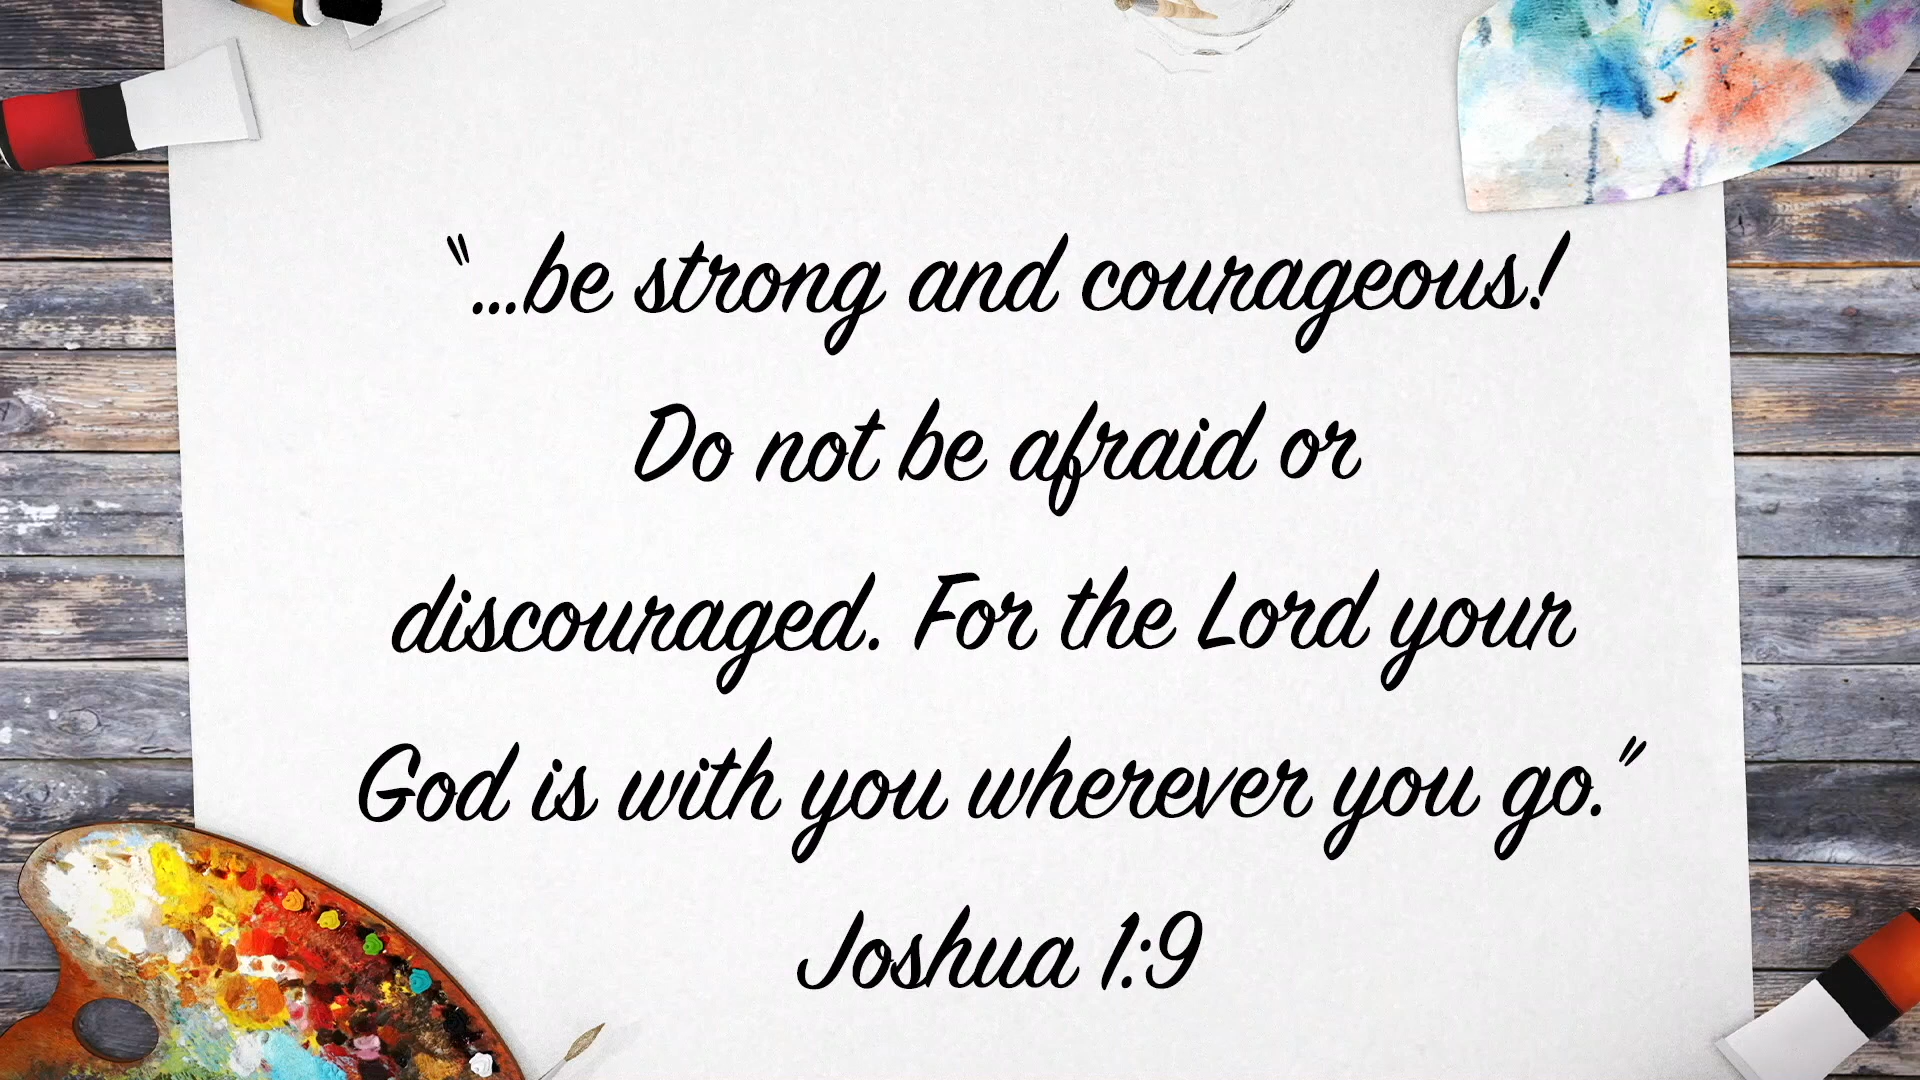 "...be strong and courageous!
Do not be afraid or
discouraged. For the Lord your
God is with you wherever you go."
Joshua 1:9